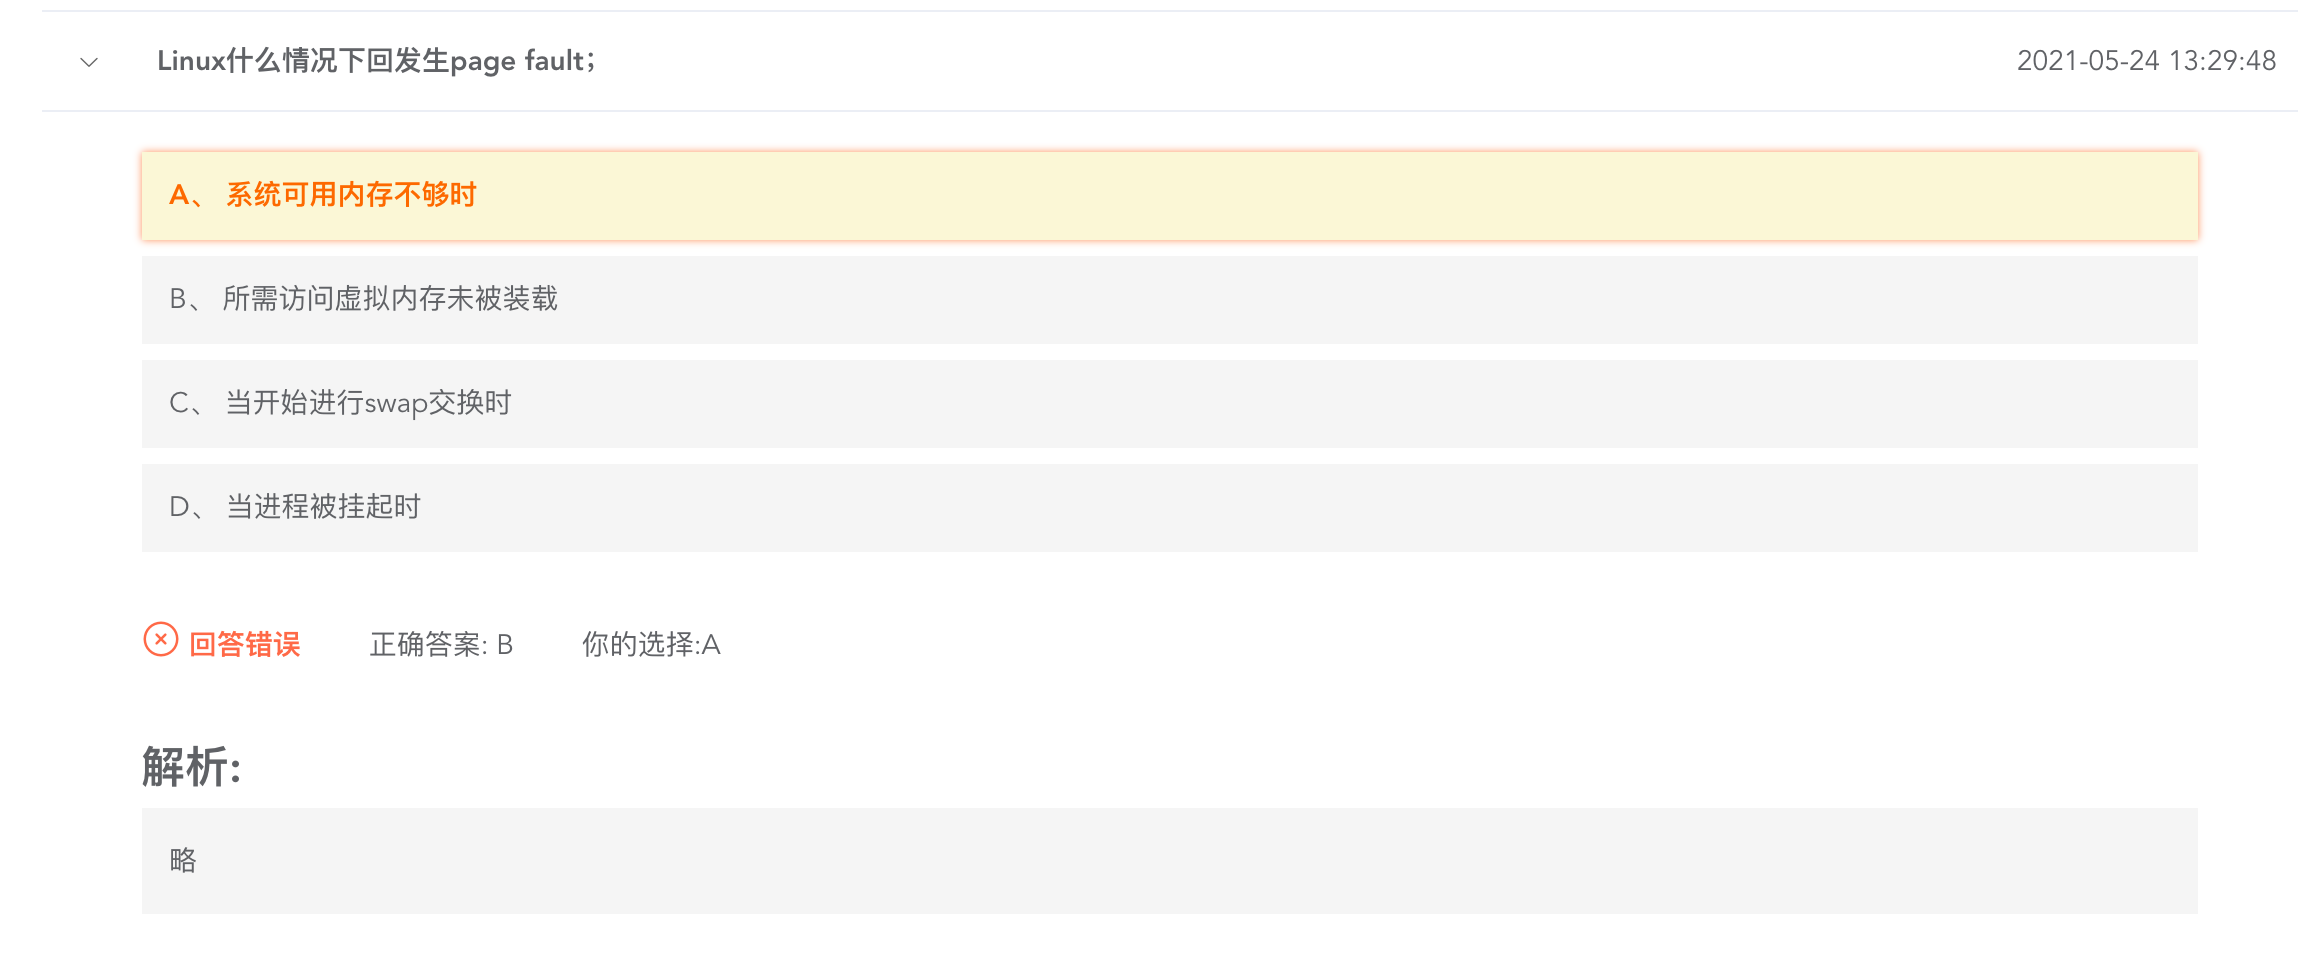 Linux什么情况下回发生page fault；
2021-05-24 13:29:48
A、 系统可用内存不够时
B、 所需访问虚拟内存未被装载
C、 当开始进行swap交换时
D、 当进程被挂起时
回答错误 正确答案: B 你的选择:A
解析:
略